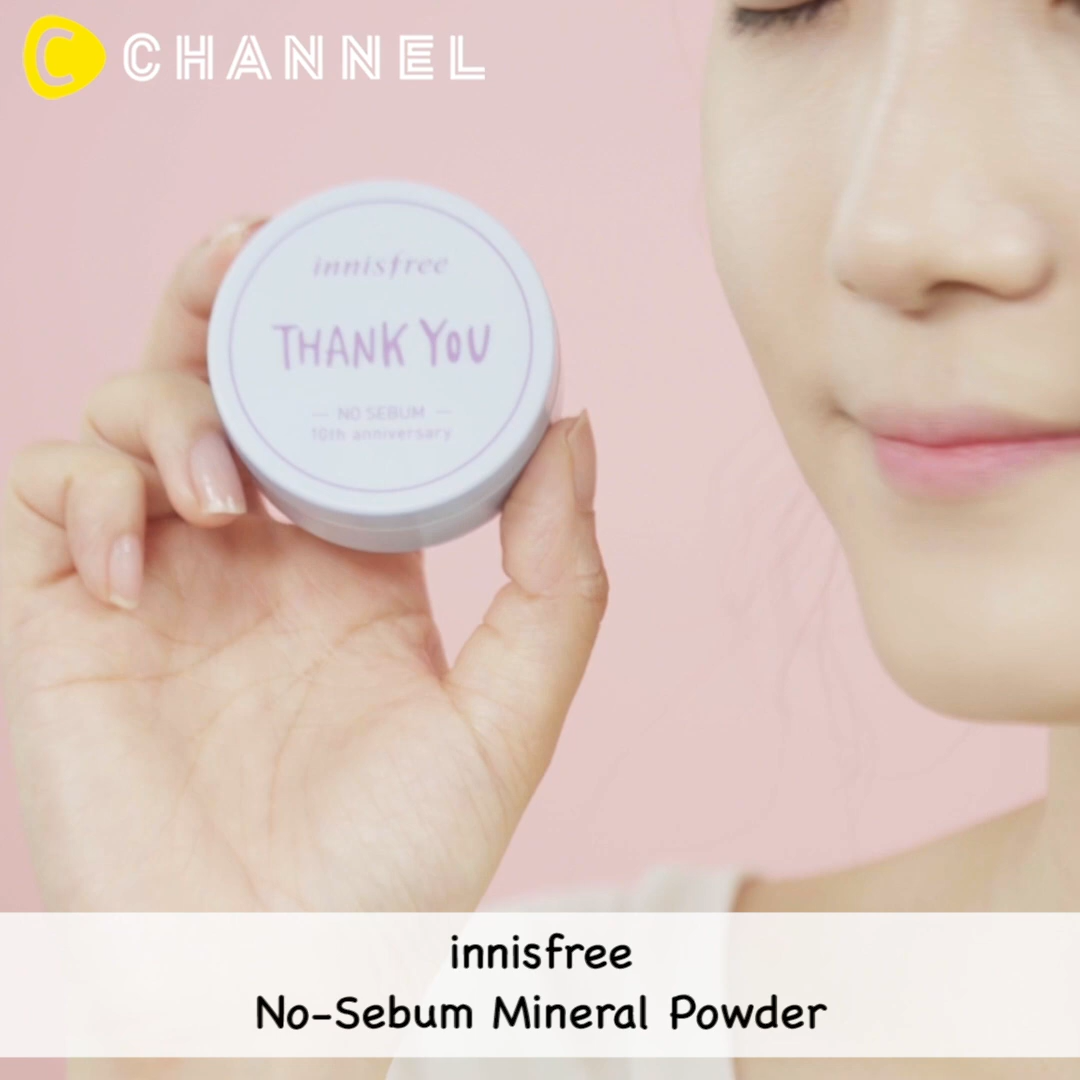 C CHANNEL
innisfree
THANK YOU
NO SEBUM
10th anniversary
innisfree
No-Sebum Mineral Powder